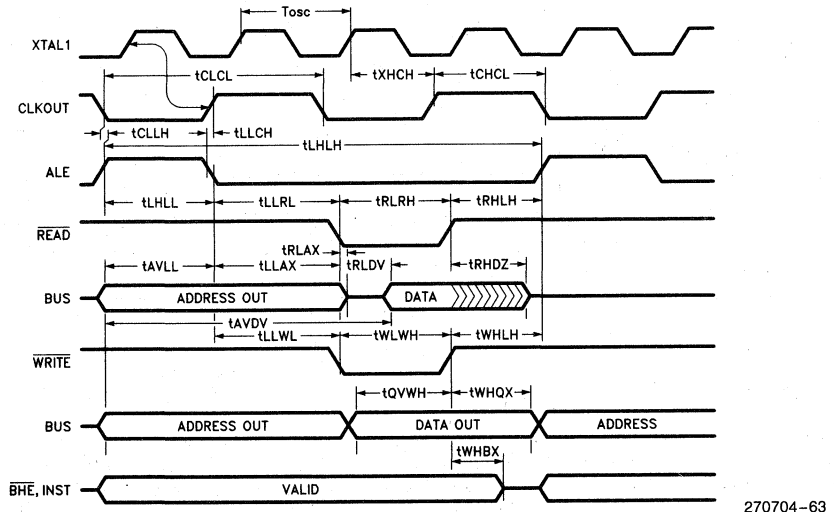 Tosc
XTAL1
tCLCL
tXHCH
tCHCL
CLKOUT
tCLLH
tLLCH
tLHLH
ALE
tLHLL
tLLRL
tRLRH
tRHLH
READ
tRLAX
tRLDV
tAVLL
tLLAX
tRHDZ
BUS
ADDRESS OUT
DATA
tAVDV
tLLWL
tWLWH
tWHLH
WRITE
tQVWH
tWHQX
BUS
ADDRESS OUT
DATA OUT
ADDRESS
tWHBX
BHE, INST
VALID
270704-63